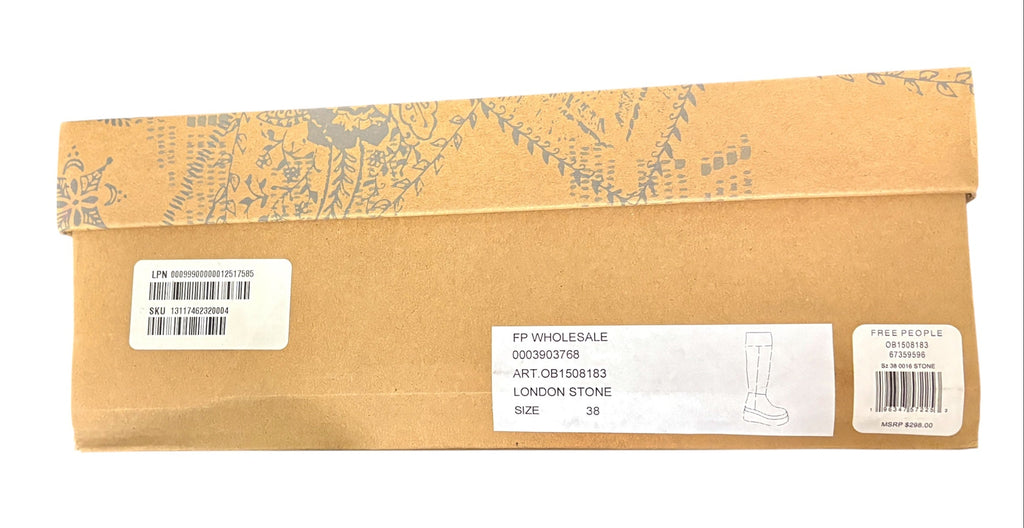 LPN 00099900000012517585
SKU 13117462320004
FP WHOLESALE
0003903768
ART.OB1508183
LONDON STONE
SIZE 38
FREE PEOPLE
OB1508183
67359596
Sz 38 0016 STONE
MSRP $298.00